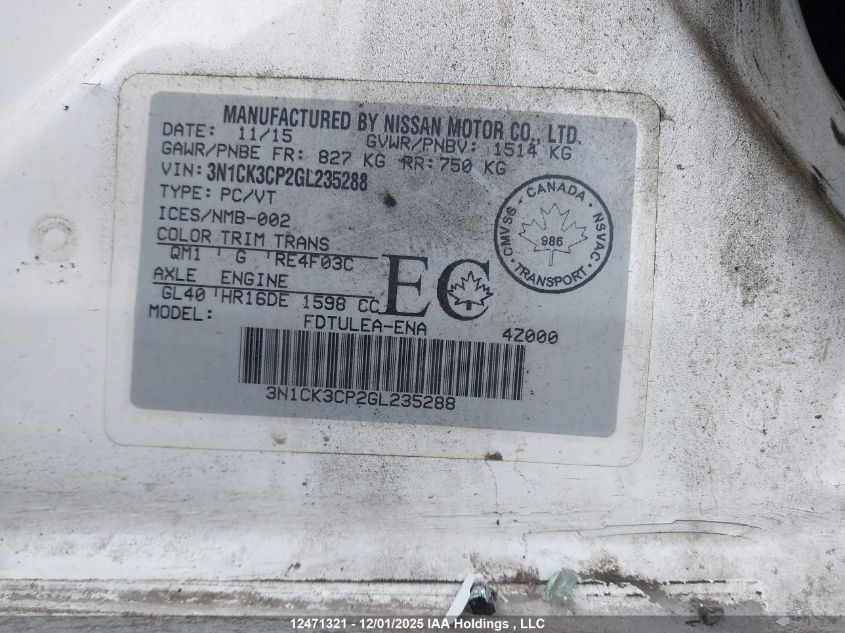 MANUFACTURED BY NISSAN MOTOR CO., LTD.
DATE: 11/15 GVWR/PNBV: 1514 KG
GAWR/PNBE FR: 827 KG RR:750 KG
VIN: 3N1CK3CP2GL235288
TYPE: PC/VT
ICES/NMB-002
COLOR TRIM TRANS
QM1 G RE4F03C
AXLE ENGINE
GL40 HR16DE 1598 CC
MODEL: FDTULEA-ENA 4Z000
EC
CANADA
CMVSS NSVAC
986
TRANSPORT
3N1CK3CP2GL235288
12471321 - 12/01/2025 IAA Holdings , LLC